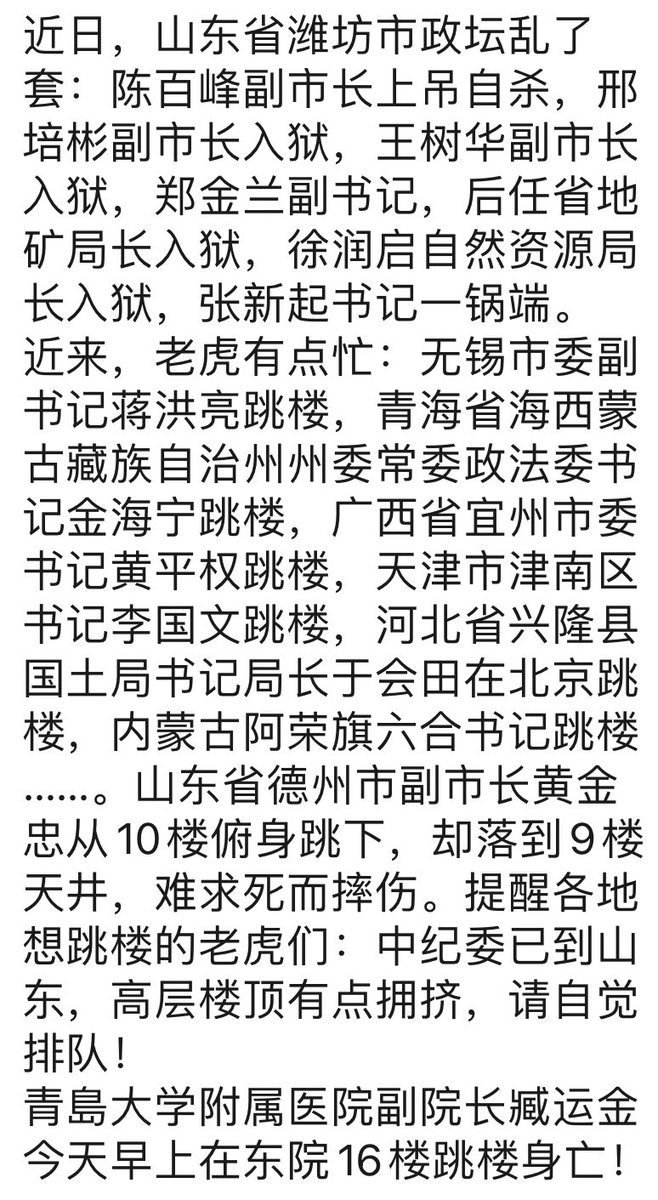 近日，山东省潍坊市政坛乱了
套：陈百峰副市长上吊自杀，邢
培彬副市长入狱，王树华副市长
入狱，郑金兰副书记，后任省地
矿局长入狱，徐润启自然资源局
长入狱，张新起书记一锅端。
近来，老虎有点忙：无锡市委副
书记蒋洪亮跳楼，青海省海西蒙
古藏族自治州州委常委政法委书
记金海宁跳楼，广西省宜州市委
书记黄平权跳楼，天津市津南区
书记李国文跳楼，河北省兴隆县
国土局书记局长于会田在北京跳
楼，内蒙古阿荣旗六合书记跳楼
……。山东省德州市副市长黄金
忠从10楼俯身跳下，却落到9楼
天井，难求死而摔伤。提醒各地
想跳楼的老虎们：中纪委已到山
东，高层楼顶有点拥挤，请自觉
排队！
青島大学附属医院副院长臧运金
今天早上在东院16楼跳楼身亡！